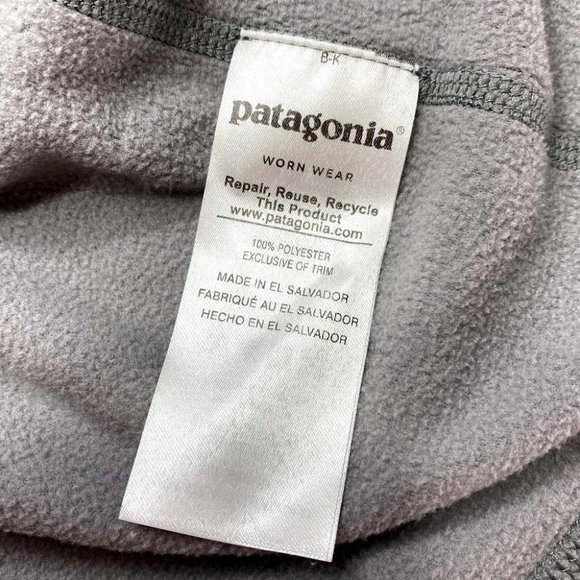 B-K
patagonia®
WORN WEAR
Repair, Reuse, Recycle
This Product
www.patagonia.com
100% POLYESTER
EXCLUSIVE OF TRIM
MADE IN EL SALVADOR
FABRIQUÉ AU EL SALVADOR
HECHO EN EL SALVADOR